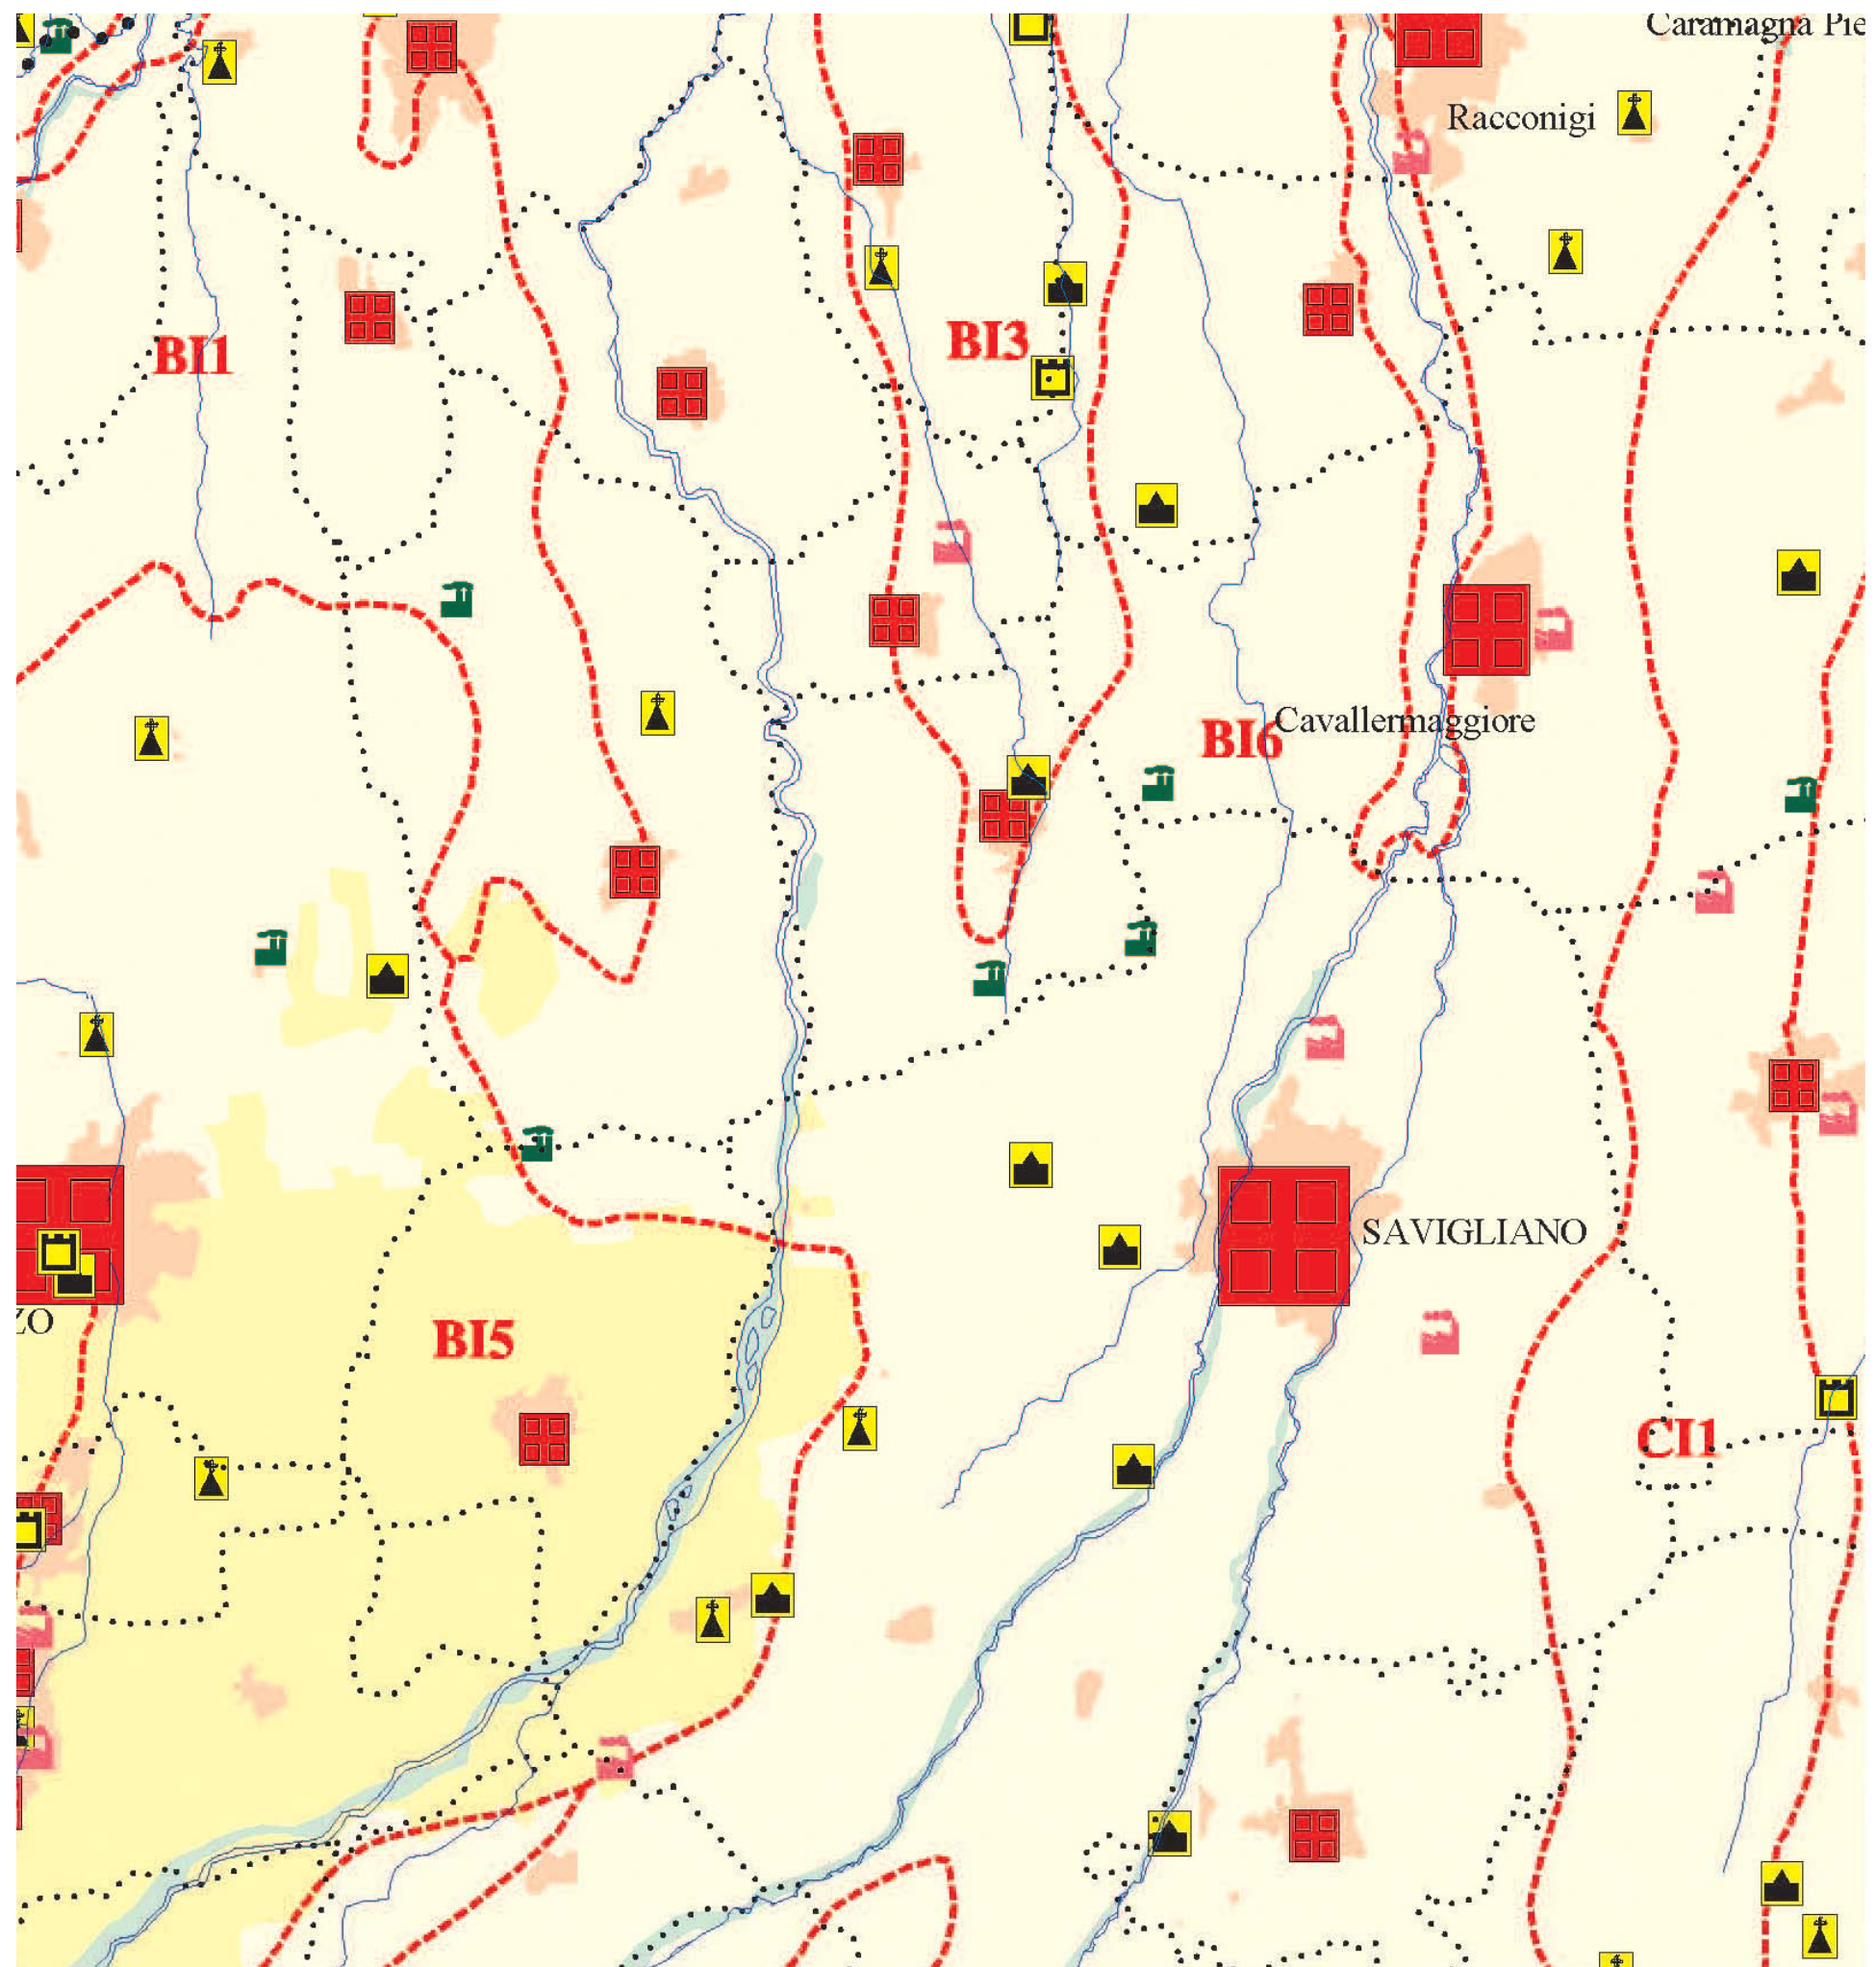 Caramagna Pie
Racconigi
BI1
BI3
BI6
Cavallermaggiore
SAVIGLIANO
ZO
BI5
CI1